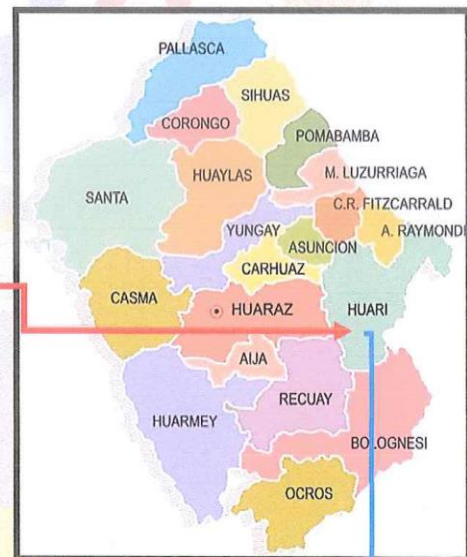 PALLASCA
SIHUAS
CORONGO
POMABAMBA
HUAYLAS
M. LUZURRIAGA
SANTA
C.R. FITZCARRALD
YUNGAY
A. RAYMONDI
ASUNCION
CARHUAZ
CASMA
HUARAZ
HUARI
AIJA
RECUAY
HUARMEY
BOLOGNESI
OCROS